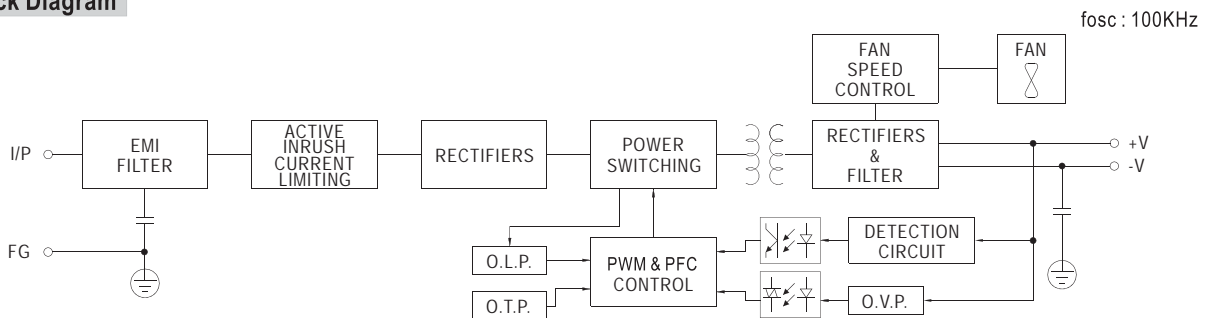 ck Diagram
fosc : 100KHz
FAN
SPEED
CONTROL
FAN
I/P
EMI
FILTER
ACTIVE
INRUSH
CURRENT
LIMITING
RECTIFIERS
POWER
SWITCHING
RECTIFIERS
&
FILTER
+V
-V
FG
O.L.P.
O.T.P.
PWM & PFC
CONTROL
DETECTION
CIRCUIT
O.V.P.